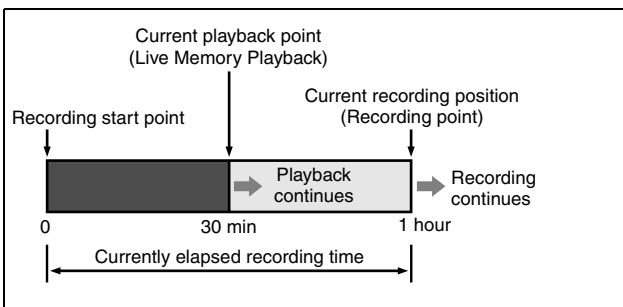 Current playback point
(Live Memory Playback)
Current recording position
(Recording point)
Recording start point
Playback
continues
Recording
continues
0
30 min
1 hour
Currently elapsed recording time